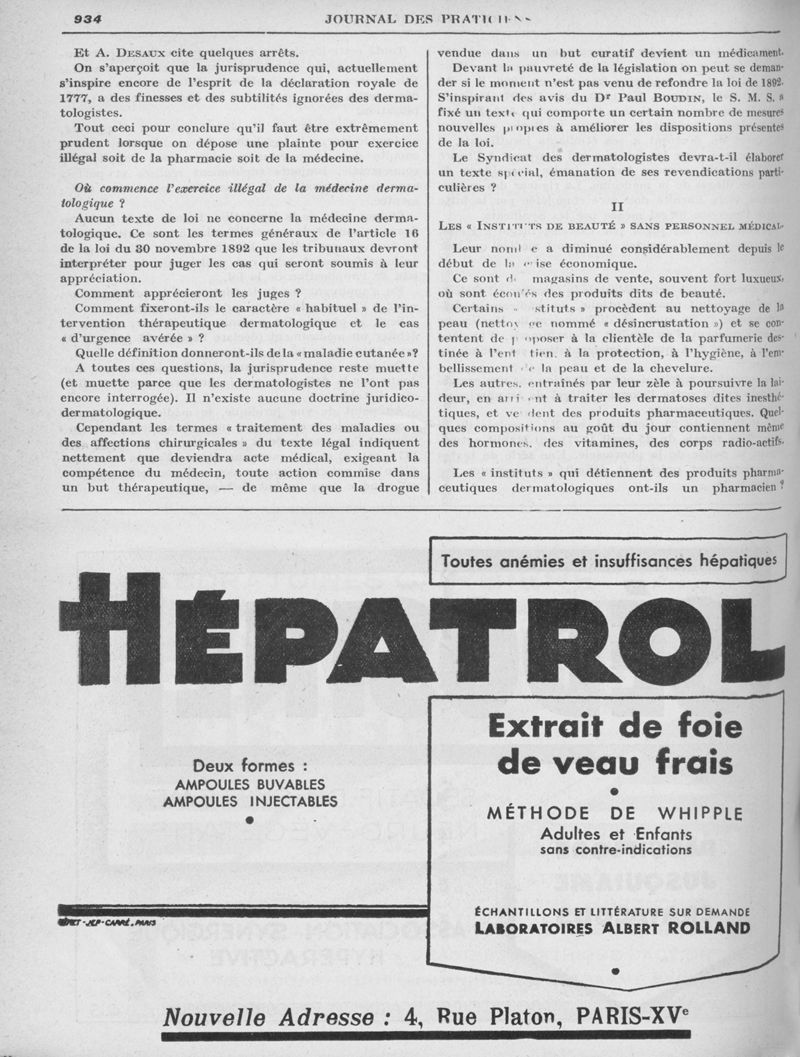 934
JOURNAL DES
Et A. DESAUX cite quelques arrêts.
On s'aperçoit que la jurisprudence qui, actuellement
s'inspire encore de l'esprit de la déclaration royale de
1777, a des finesses et des subtilités ignorées des derma-
tologistes.
Tout ceci pour conclure qu'il faut être extrêmement
prudent lorsque on dépose une plainte pour exercice
illégal soit de la pharmacie soit de la médecine.
Où commence l'exercice illégal de la médecine derma-
tologique ?
Aucun texte de loi ne concerne la médecine derma-
tologique. Ce sont les termes généraux de l'article 16
de la loi du 30 novembre 1892 que les tribunaux devront
interpréter pour juger les cas qui seront soumis à leur
appréciation.
Comment apprécieront les juges ?
Comment fixeront-ils le caractère « habituel » de l'in-
tervention thérapeutique dermatologique et le cas
« d'urgence avérée » ?
Quelle définition donneront-ils de la « maladie cutanée »?
A toutes ces questions, la jurisprudence reste muette
(et muette parce que les dermatologistes ne l'ont pas
encore interrogée). Il n'existe aucune doctrine juridico-
dermatologique.
Cependant les termes « traitement des maladies ou
des affections chirurgicales » du texte légal indiquent
nettement que deviendra acte médical, exigeant la
compétence du médecin, toute action commise dans
un but thérapeutique, — de même que la drogue
vendue dans un but curatif devient un médicament.
Devant la pauvreté de la législation on peut se deman-
der si le moment n'est pas venu de refondre la loi de 1892.
S'inspirant des avis du Dr Paul BOUDIN, le S. M. S. a
fixé un texte qui comporte un certain nombre de mesures
nouvelles propres à améliorer les dispositions présentes
de la loi.
Le Syndicat des dermatologistes devra-t-il élaborer
un texte spécial, émanation de ses revendications parti-
culières ?
II
LES « INSTITUTS DE BEAUTÉ » SANS PERSONNEL MÉDICAL
Leur nombre a diminué considérablement depuis le
début de la crise économique.
Ce sont des magasins de vente, souvent fort luxueux,
où sont écoulés des produits dits de beauté.
Certains « instituts » procèdent au nettoyage de la
peau (nettoyage nommé « désincrustation ») et se con-
tentent de proposer à la clientèle de la parfumerie des-
tinée à l'entretien, à la protection, à l'hygiène, à l'em-
bellissement de la peau et de la chevelure.
Les autres, entraînés par leur zèle à poursuivre la lai-
deur, en arrivent à traiter les dermatoses dites inesthé-
tiques, et vendent des produits pharmaceutiques. Quel-
ques compositions au goût du jour contiennent même
des hormones, des vitamines, des corps radio-actifs.
Les « instituts » qui détiennent des produits pharma-
ceutiques dermatologiques ont-ils un pharmacien ?
Toutes anémies et insuffisances hépatiques
HÉPATROL
Extrait de foie
de veau frais
Deux formes :
AMPOULES BUVABLES
AMPOULES INJECTABLES
MÉTHODE DE WHIPPLE
Adultes et Enfants
sans contre-indications
ÉCHANTILLONS ET LITTÉRATURE SUR DEMANDE
LABORATOIRES ALBERT ROLLAND
-JEP-CARRÉ.PARIS
Nouvelle Adresse : 4, Rue Platon, PARIS-XVe